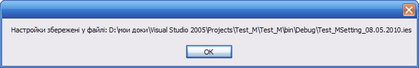 Настройки збережені у файлі: D:\мои доки\Visual Studio 2005\Projects\Test_M\Test_M\bin\Debug\Test_MSetting_08.05.2010.ies
OK